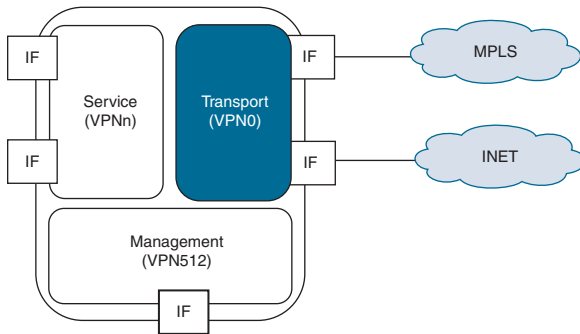 IF
IF
MPLS
Service
(VPNn)
Transport
(VPN0)
IF
IF
INET
Management
(VPN512)
IF